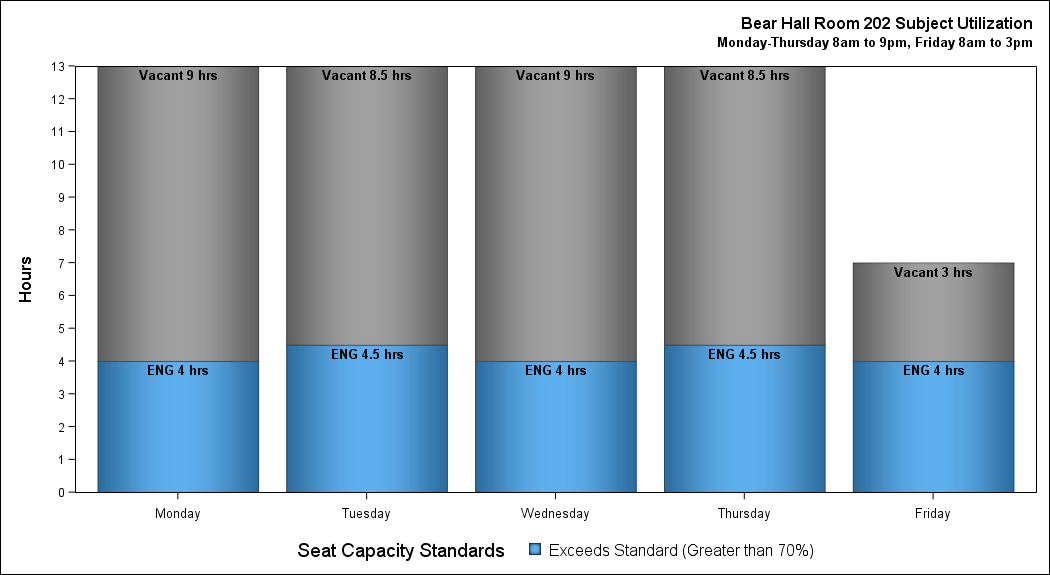 Bear Hall Room 202 Subject Utilization
Monday-Thursday 8am to 9pm, Friday 8am to 3pm
Hours
13
12
11
10
9
8
7
6
5
4
3
2
1
0
Vacant 9 hrs
Vacant 8.5 hrs
Vacant 9 hrs
Vacant 8.5 hrs
Vacant 3 hrs
ENG 4 hrs
ENG 4.5 hrs
ENG 4 hrs
ENG 4.5 hrs
ENG 4 hrs
Monday
Tuesday
Wednesday
Thursday
Friday
Seat Capacity Standards
Exceeds Standard (Greater than 70%)